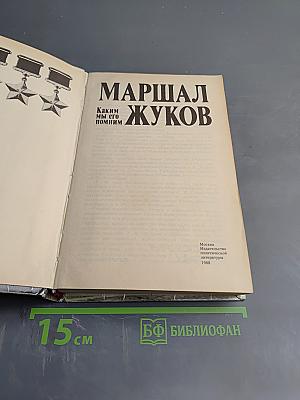 МАРШАЛ
Каким
мы его
помним
ЖУКОВ
Москва
Издательство
политической
литературы
1988
15 см
БФ БИБЛИОФАН